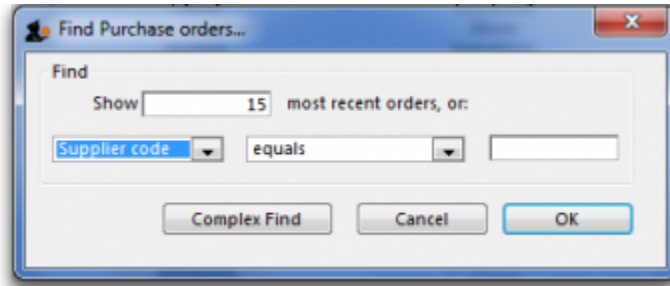 Find Purchase orders...
Find
Show 15 most recent orders, or:
Supplier code equals
Complex Find Cancel OK